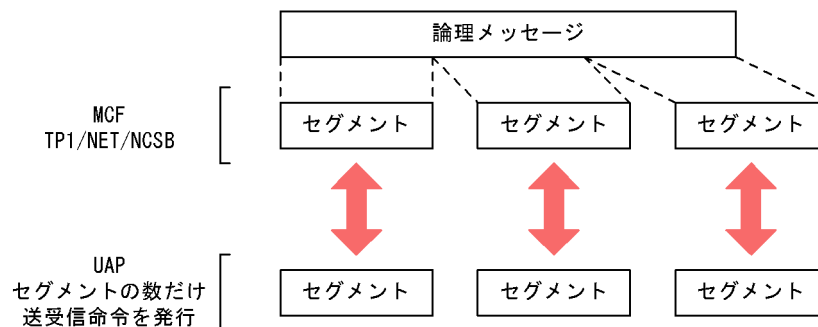 論理メッセージ
MCF
TP1/NET/NCSB
セグメント
セグメント
セグメント
UAP
セグメントの数だけ
送受信命令を発行
セグメント
セグメント
セグメント